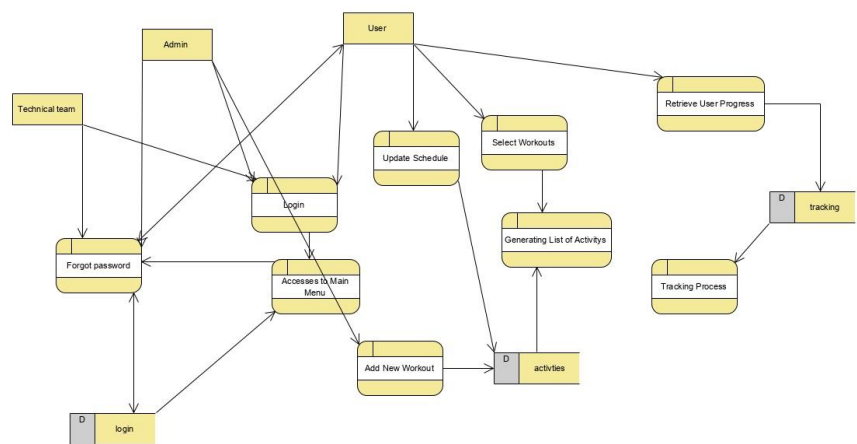 User
Admin
Technical team
Retrieve User Progress
Select Workouts
Update Schedule
Login
D
tracking
Generating List of Activitys
Forgot password
Accesses to Main
Menu
Tracking Process
D
activties
Add New Workout
D
login